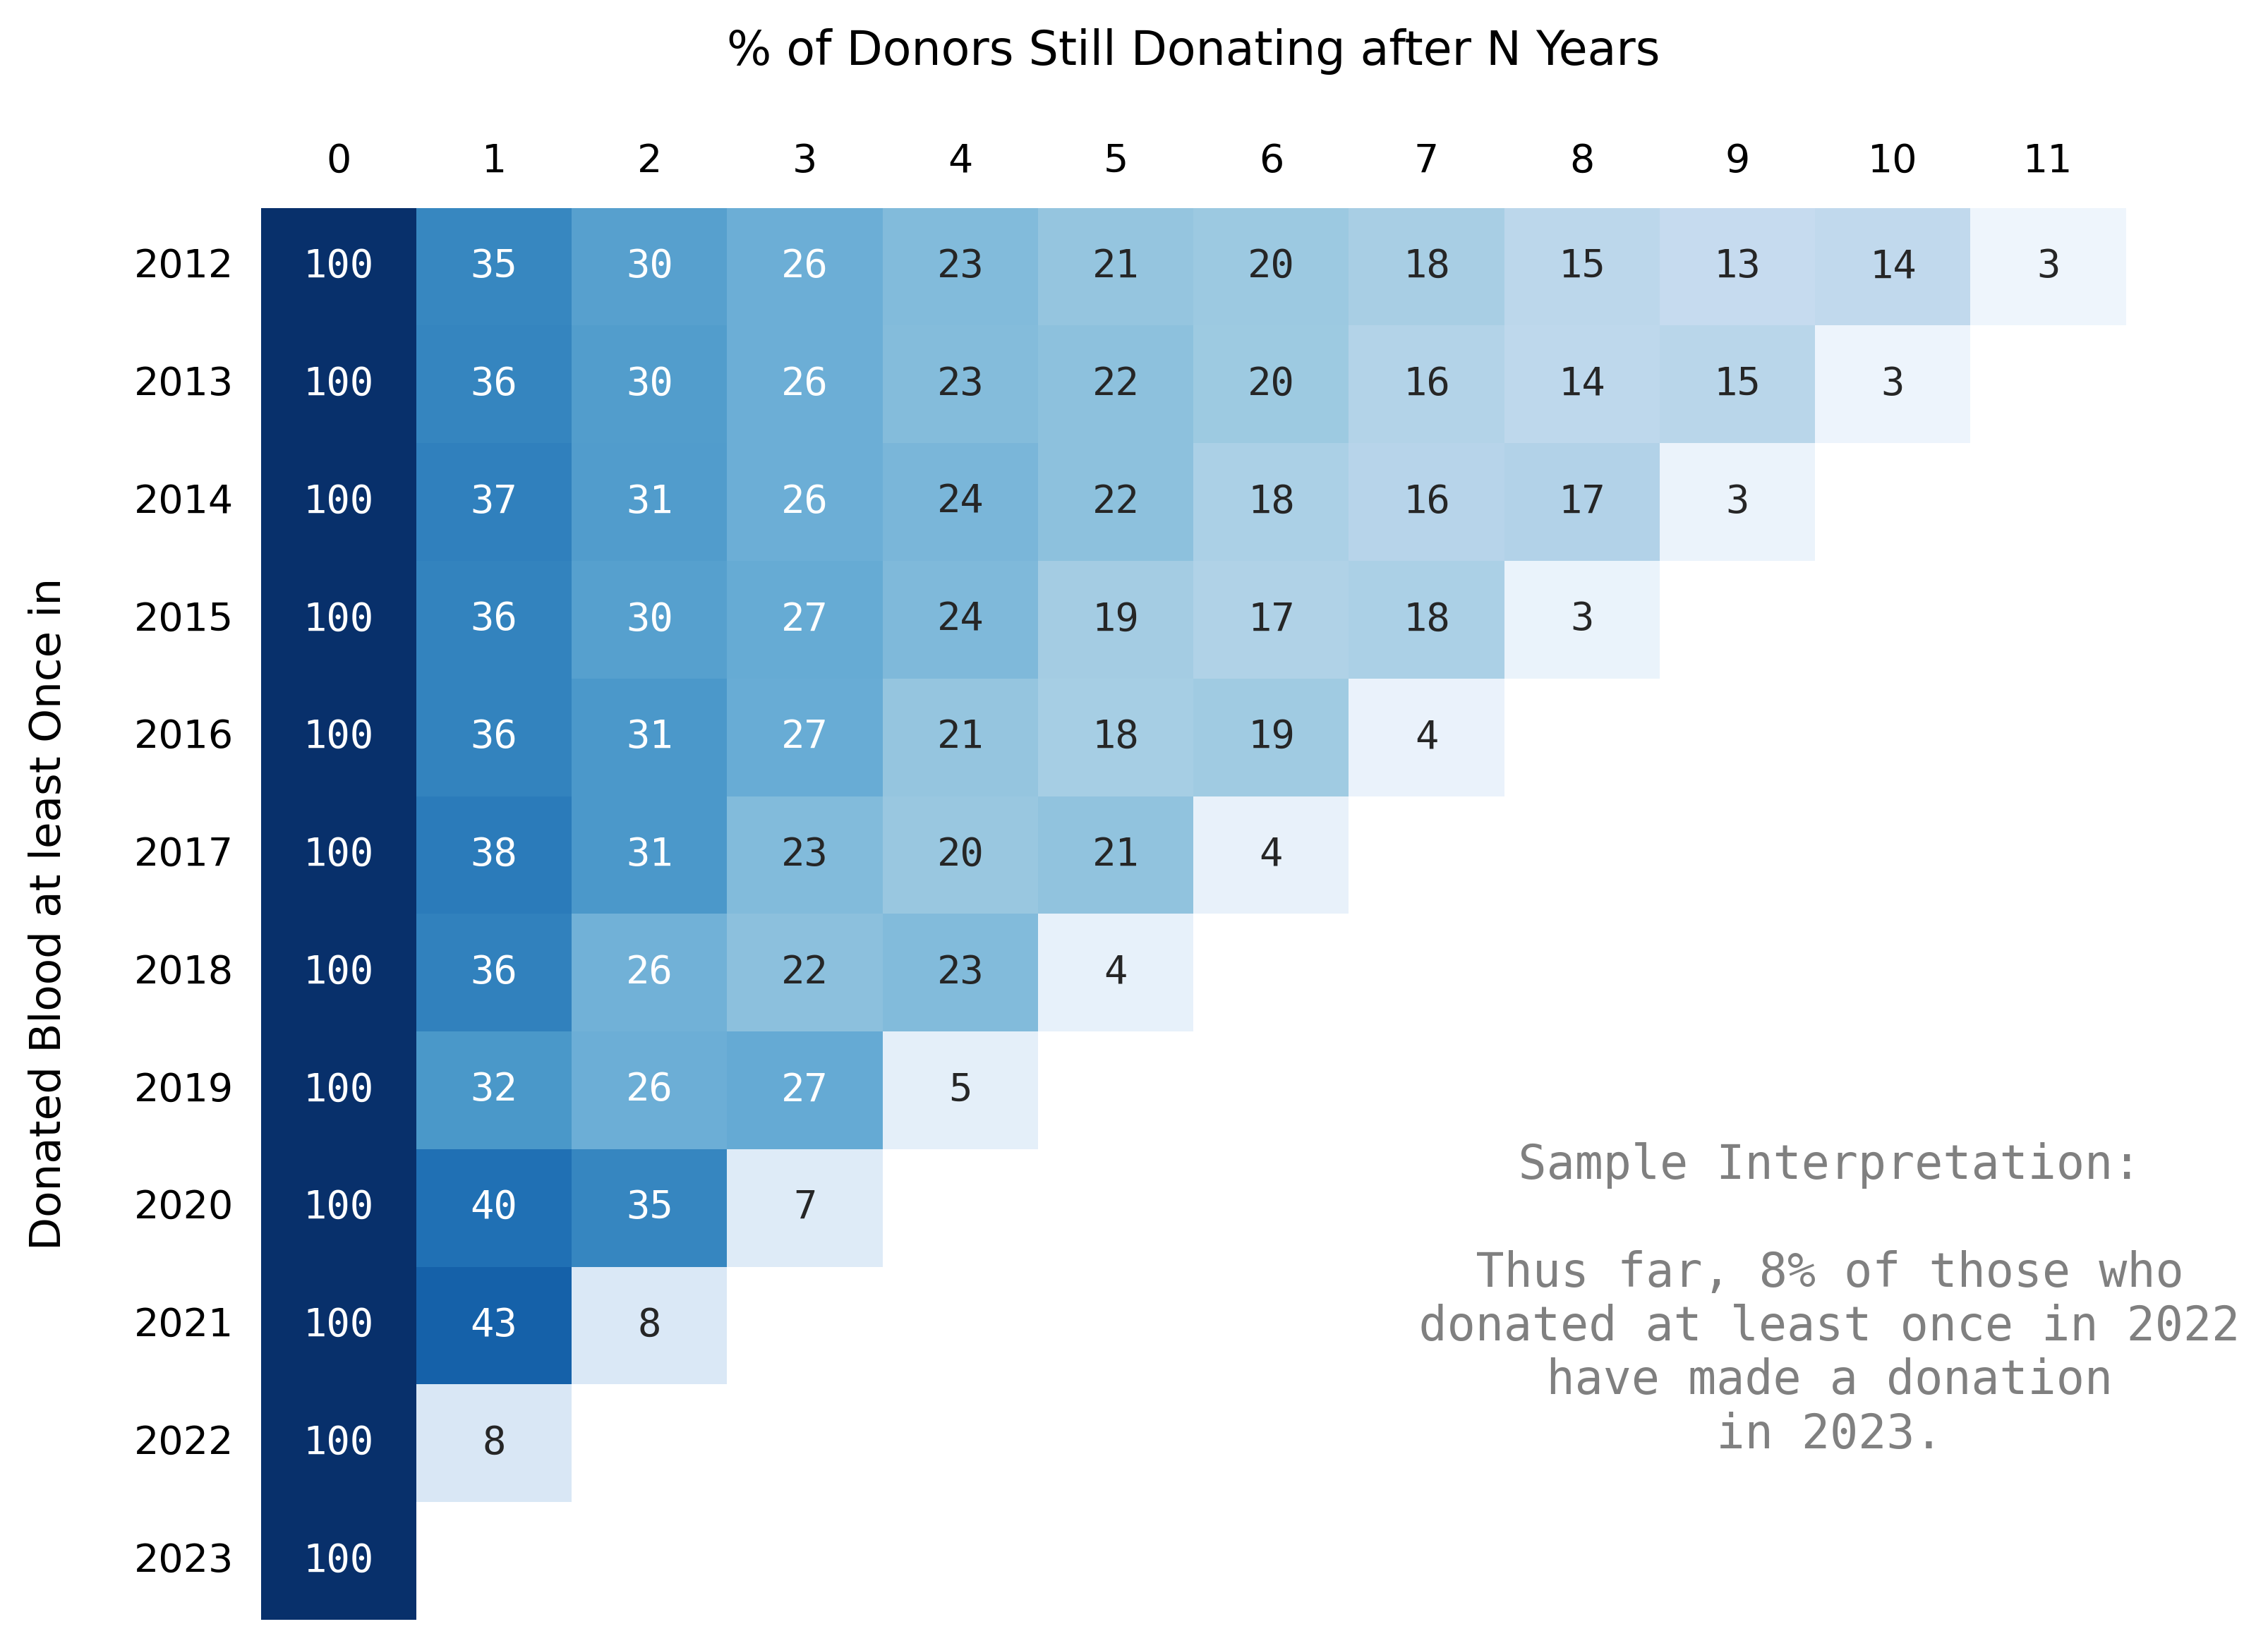 % of Donors Still Donating after N Years
0 1 2 3 4 5 6 7 8 9 10 11
Donated Blood at least Once in
2012 100 35 30 26 23 21 20 18 15 13 14 3
2013 100 36 30 26 23 22 20 16 14 15 3
2014 100 37 31 26 24 22 18 16 17 3
2015 100 36 30 27 24 19 17 18 3
2016 100 36 31 27 21 18 19 4
2017 100 38 31 23 20 21 4
2018 100 36 26 22 23 4
2019 100 32 26 27 5
2020 100 40 35 7
2021 100 43 8
2022 100 8
2023 100
Sample Interpretation:
Thus far, 8% of those who
donated at least once in 2022
have made a donation
in 2023.